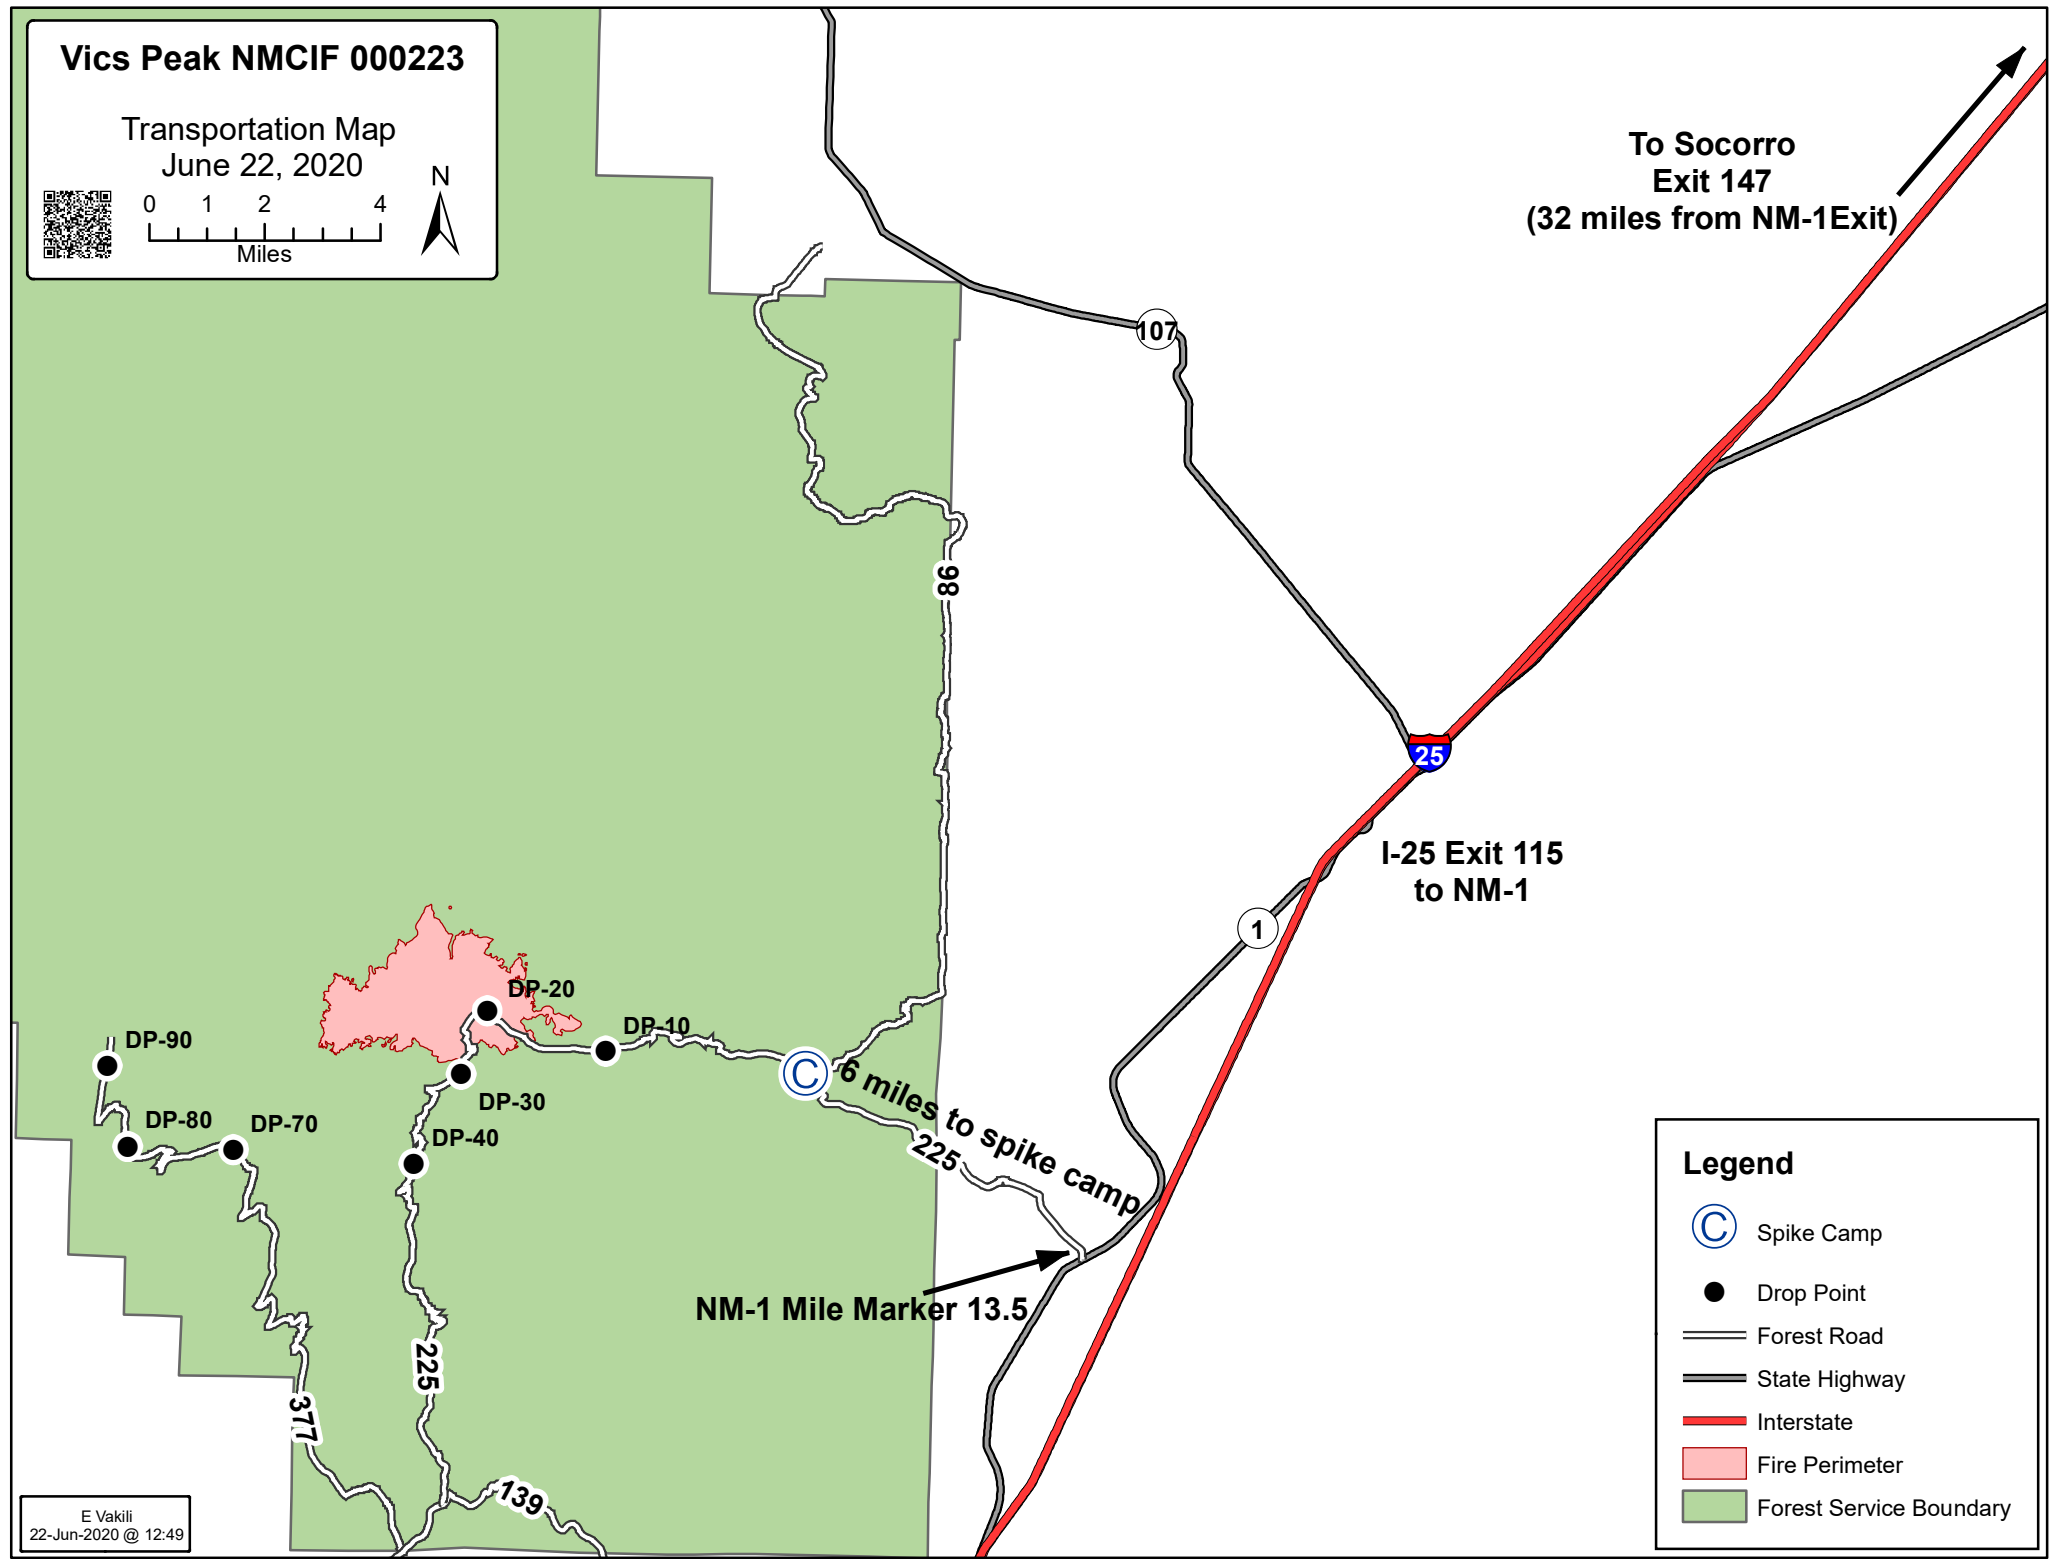 Vics Peak NMCIF 000223
Transportation Map
June 22, 2020
N
0 1 2 4
Miles
To Socorro
Exit 147
(32 miles from NM-1Exit)
107
86
25
I-25 Exit 115
to NM-1
1
DP-20
DP-10
DP-90
C
6 miles to spike camp
DP-30
DP-80
DP-70
DP-40
225
NM-1 Mile Marker 13.5
225
377
139
Legend
C Spike Camp
Drop Point
Forest Road
State Highway
Interstate
Fire Perimeter
Forest Service Boundary
E Vakili
22-Jun-2020 @ 12:49